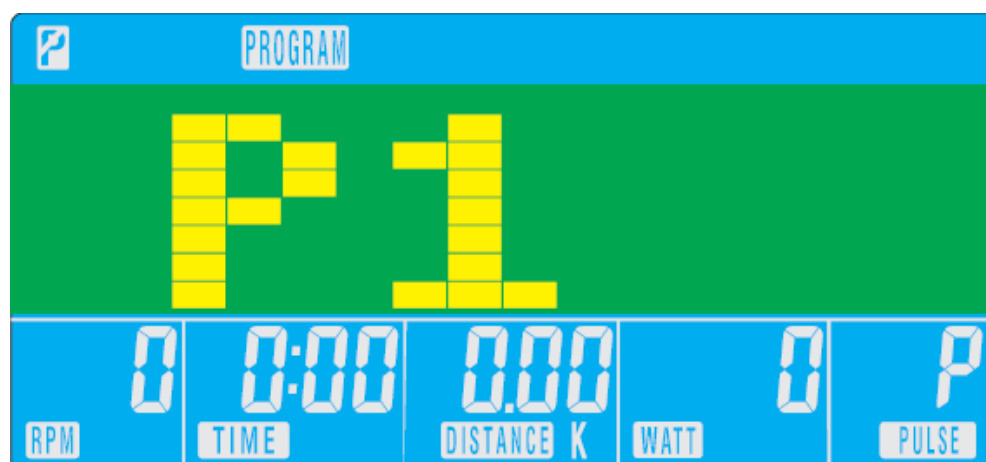 P PROGRAM
P1
0 0:00 0.00 0 P
RPM TIME DISTANCE K WATT PULSE